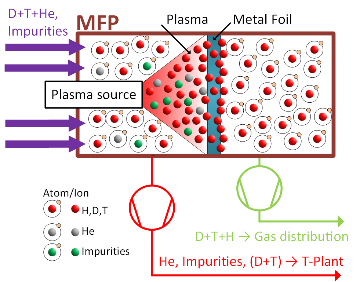 D+T+He,
Impurities
MFP
Plasma
Metal Foil
Plasma source
Atom/Ion
H,D,T
He
Impurities
D+T+H → Gas distribution
He, Impurities, (D+T) → T-Plant